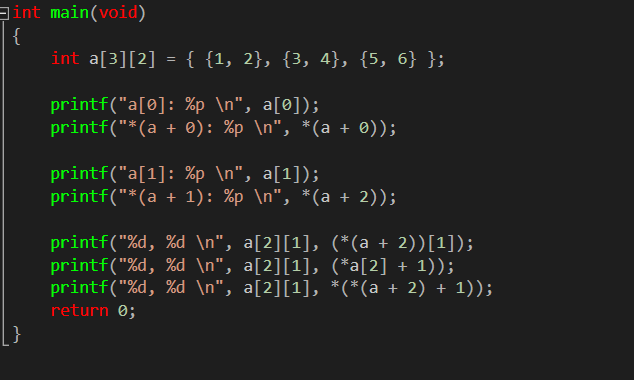 int main(void)
{
    int a[3][2] = { {1, 2}, {3, 4}, {5, 6} };
    printf("a[0]: %p \n", a[0]);
    printf("*(a + 0): %p \n", *(a + 0));
    printf("a[1]: %p \n", a[1]);
    printf("*(a + 1): %p \n", *(a + 2));
    printf("%d, %d \n", a[2][1], (*(a + 2))[1]);
    printf("%d, %d \n", a[2][1], (*a[2] + 1));
    printf("%d, %d \n", a[2][1], *(*(a + 2) + 1));
    return 0;
}